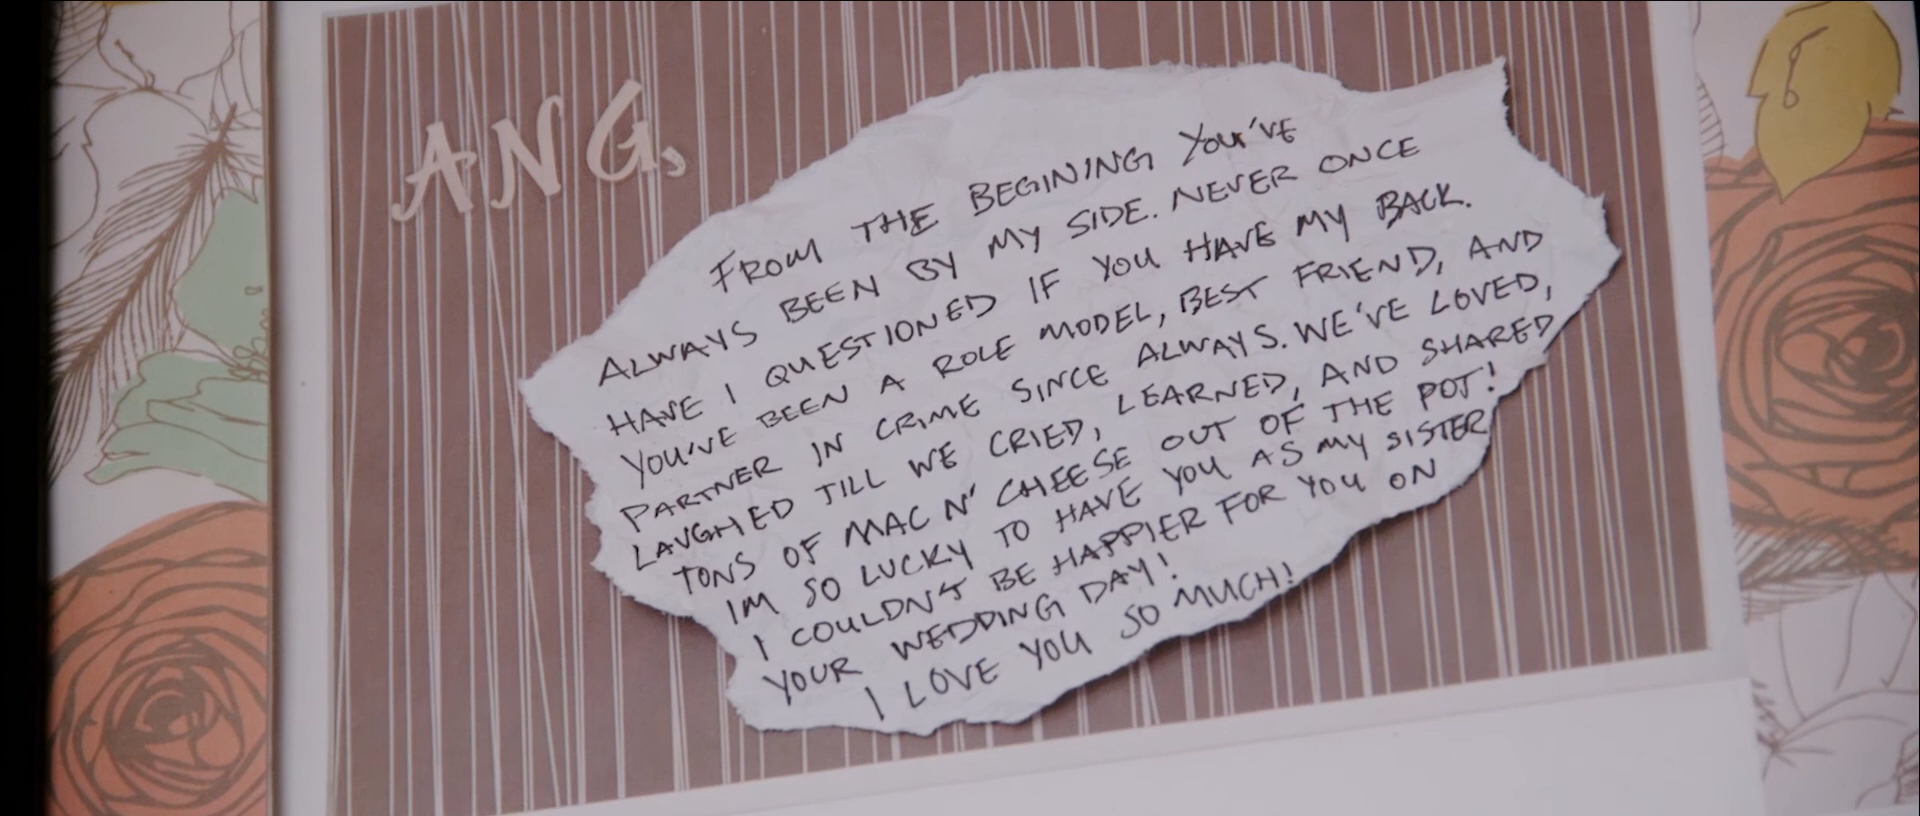 ANG,
FROM THE BEGINING YOU'VE
ALWAYS BEEN BY MY SIDE. NEVER ONCE
HAVE I QUESTIONED IF YOU HAVE MY BACK.
YOU'VE BEEN A ROLE MODEL, BEST FRIEND, AND
PARTNER IN CRIME SINCE ALWAYS. WE'VE LOVED,
LAUGHED TILL WE CRIED, LEARNED, AND SHARED
TONS OF MAC N' CHEESE OUT OF THE POT!
IM SO LUCKY TO HAVE YOU AS MY SISTER
I COULDN'T BE HAPPIER FOR YOU ON
YOUR WEDDING DAY!
I LOVE YOU SO MUCH!